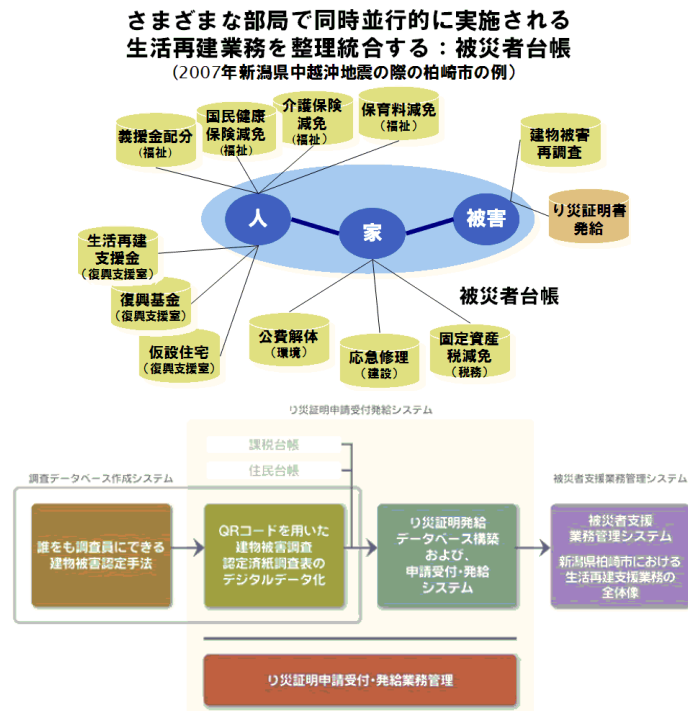 さまざまな部局で同時並行的に実施される
生活再建業務を整理統合する：被災者台帳
(2007年新潟県中越沖地震の際の柏崎市の例)
義援金配分
(福祉)
国民健康
保険減免
(福祉)
介護保険
減免
(福祉)
保育料減免
(福祉)
建物被害
再調査
り災証明書
発給
人
家
被害
生活再建
支援金
(復興支援室)
復興基金
(復興支援室)
仮設住宅
(復興支援室)
被災者台帳
公費解体
(環境)
応急修理
(建設)
固定資産
税減免
(税務)
り災証明申請受付発給システム
課税台帳
住民台帳
調査データベース作成システム
被災者支援業務管理システム
誰をも調査員にできる
建物被害認定手法
QRコードを用いた
建物被害調査
認定済紙調査表の
デジタルデータ化
り災証明発給
データベース構築
および、
申請受付・発給
システム
被災者支援
業務管理システム
新潟県柏崎市における
生活再建支援業務の
全体像
り災証明申請受付・発給業務管理